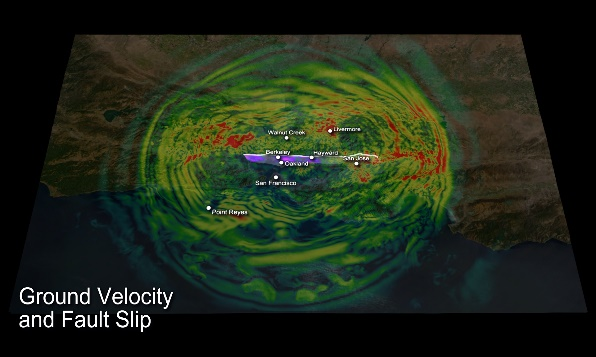 Walnut Creek
Livermore
Berkeley
Hayward
Oakland
San Jose
San Francisco
Point Reyes
Ground Velocity
and Fault Slip